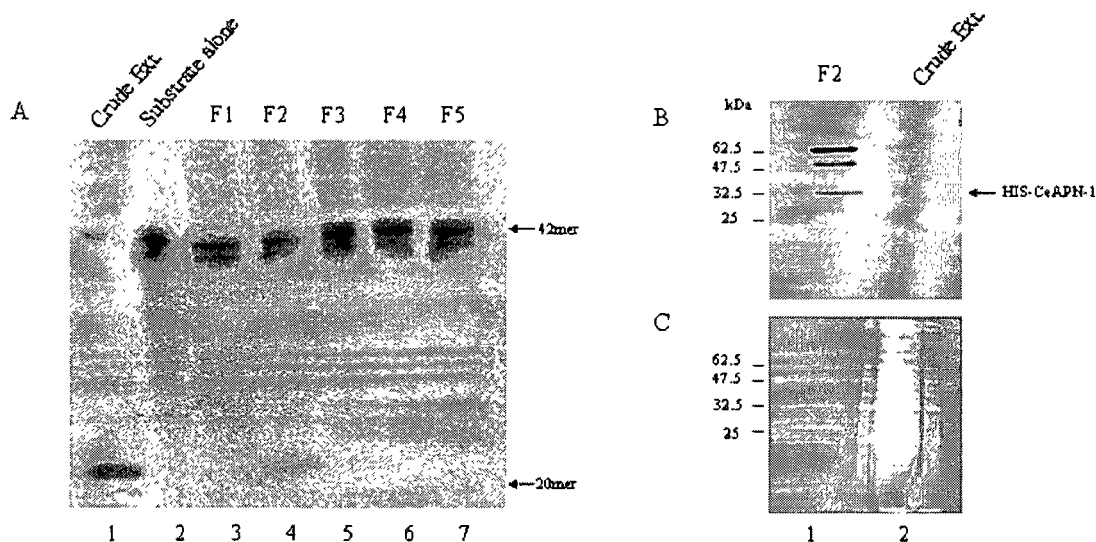 A
Crude Ext.
Substrate alone
F1 F2 F3 F4 F5
42mer
20mer
1 2 3 4 5 6 7
B
F2
Crude Ext.
kDa
62.5
47.5
32.5
25
HIS-CeAPN-1
C
62.5
47.5
32.5
25
1 2